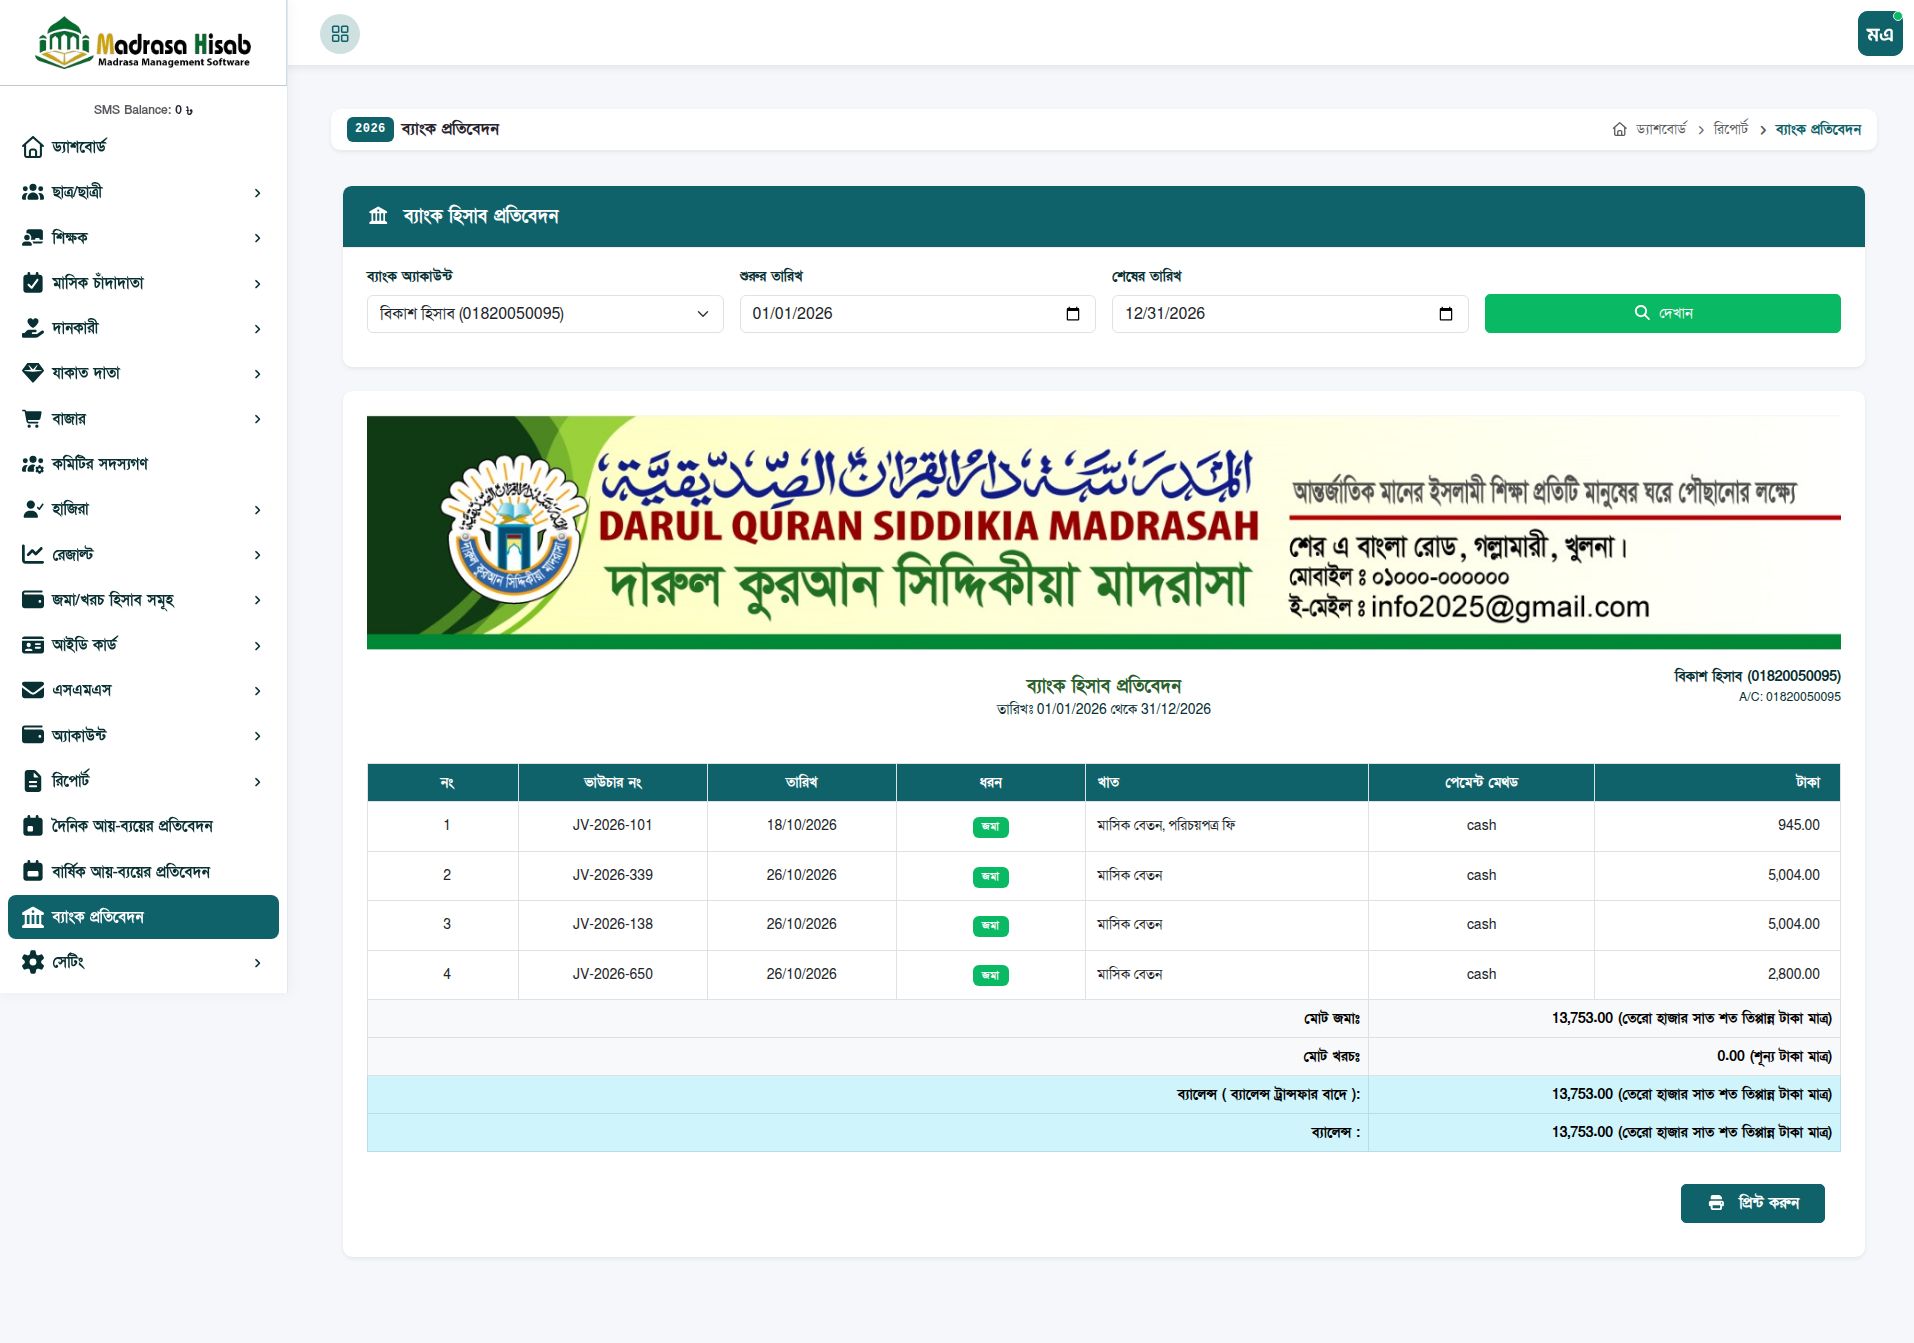 Madrasa Hisab
Madrasa Management Software
SMS Balance: 0 ৳
ড্যাশবোর্ড
ছাত্র/ছাত্রী
শিক্ষক
মাসিক চাঁদাদাতা
দানকারী
যাকাত দাতা
বাজার
কমিটির সদস্যগণ
হাজিরা
রেজাল্ট
জমা/খরচ হিসাব সমূহ
আইডি কার্ড
এসএমএস
অ্যাকাউন্ট
রিপোর্ট
দৈনিক আয়-ব্যয়ের প্রতিবেদন
বার্ষিক আয়-ব্যয়ের প্রতিবেদন
ব্যাংক প্রতিবেদন
সেটিং
মএ
2026 ব্যাংক প্রতিবেদন
ড্যাশবোর্ড > রিপোর্ট > ব্যাংক প্রতিবেদন
ব্যাংক হিসাব প্রতিবেদন
ব্যাংক অ্যাকাউন্ট শুরুর তারিখ শেষের তারিখ
বিকাশ হিসাব (01820050095) 01/01/2026 12/31/2026 দেখান
المدرسة دار القرآن الصديقية
DARUL QURAN SIDDIKIA MADRASAH
দারুল কুরআন সিদ্দিকীয়া মাদরাসা
আন্তর্জাতিক মানের ইসলামী শিক্ষা প্রতিটি মানুষের ঘরে পৌছানোর লক্ষ্যে
শের এ বাংলা রোড, গল্লামারী, খুলনা।
মোবাইল ঃ ০১০০০-০০০০০০
ই-মেইল ঃ info2025@gmail.com
ব্যাংক হিসাব প্রতিবেদন
তারিখঃ 01/01/2026 থেকে 31/12/2026
বিকাশ হিসাব (01820050095)
A/C: 01820050095
নং ভাউচার নং তারিখ ধরন খাত পেমেন্ট মেথড টাকা
1 JV-2026-101 18/10/2026 জমা মাসিক বেতন, পরিচয়পত্র ফি cash 945.00
2 JV-2026-339 26/10/2026 জমা মাসিক বেতন cash 5,004.00
3 JV-2026-138 26/10/2026 জমা মাসিক বেতন cash 5,004.00
4 JV-2026-650 26/10/2026 জমা মাসিক বেতন cash 2,800.00
মোট জমাঃ 13,753.00 (তেরো হাজার সাত শত তিপ্পান্ন টাকা মাত্র)
মোট খরচঃ 0.00 (শূন্য টাকা মাত্র)
ব্যালেন্স ( ব্যালেন্স ট্রান্সফার বাদে ): 13,753.00 (তেরো হাজার সাত শত তিপ্পান্ন টাকা মাত্র)
ব্যালেন্স : 13,753.00 (তেরো হাজার সাত শত তিপ্পান্ন টাকা মাত্র)
প্রিন্ট করুন